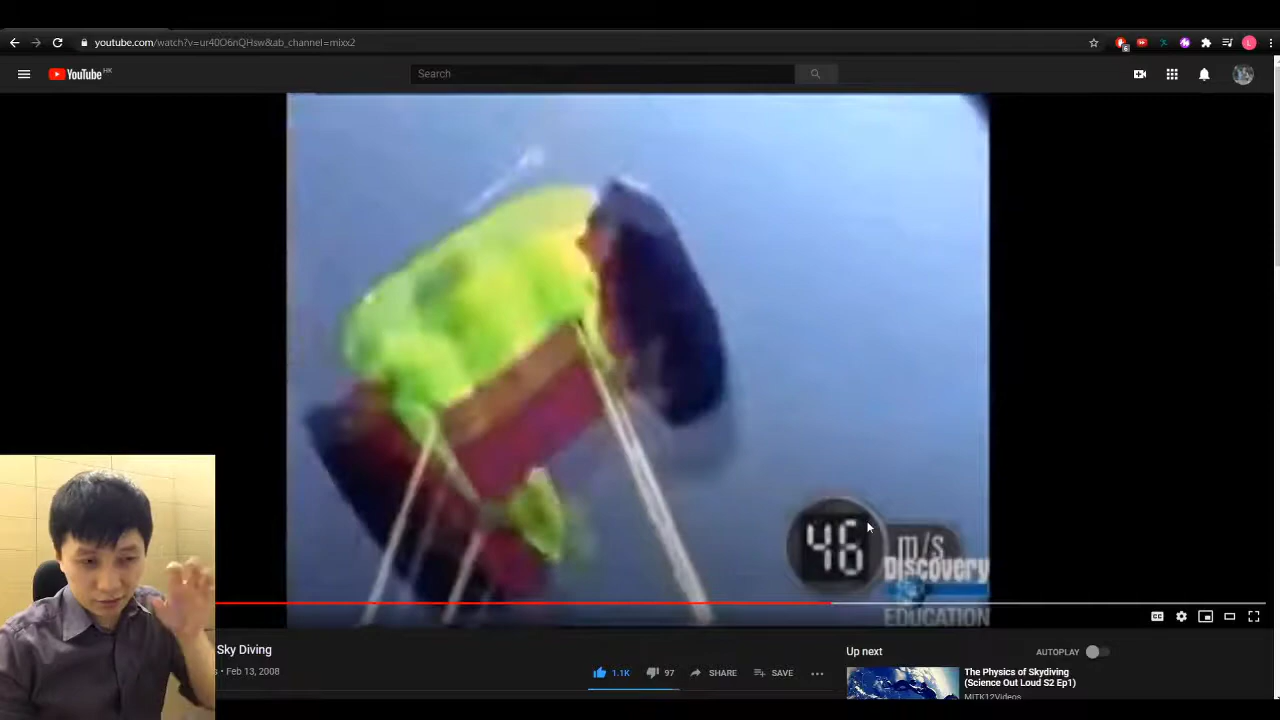 youtube.com/watch?v=ur40O6nQHsw&ab_channel=mixx2
6
L
YouTube HK
Search
46 m/s
Discovery
EDUCATION
Sky Diving
Feb 13, 2008
1.1K
97
SHARE
SAVE
Up next
AUTOPLAY
The Physics of Skydiving
(Science Out Loud S2 Ep1)
MITK12Videos